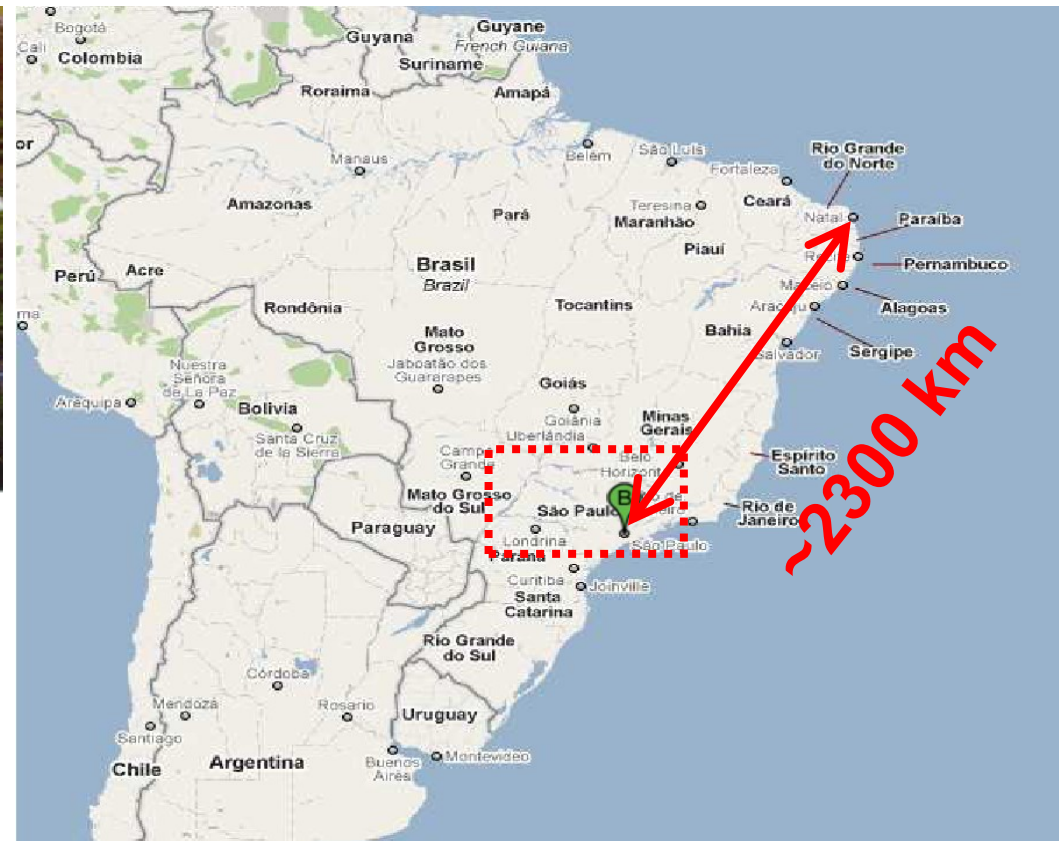 Bogotá
Cali
Colombia
Guyana
Guyane
French Guiana
Suriname
Roraima
Amapá
or
Manaus
Belém
São Luís
Fortaleza
Rio Grande
do Norte
Amazonas
Pará
Teresina
Maranhão
Ceará
Natal
Paraíba
Piauí
Brasil
Brazil
Perú
Acre
Pernambuco
Maceió
Rondônia
Tocantins
Alagoas
Mato
Grosso
Bahia
Salvador
Sergipe
Jaboatão dos
Guararapes
Nuestra
Señora
de La Paz
Goiás
Arequipa
Bolivia
Goiânia
Minas
Gerais
Santa Cruz
de la Sierra
Uberlândia
Belo
Espírito
Santo
Grande
Mato Grosso
do Sul
B
São Paulo
Rio de
Janeiro
Paraguay
Londrina
São Paulo
Paraná
Curitiba
Joinville
Santa
Catarina
Rio Grande
do Sul
Córdoba
Mendoza
Rosario
Uruguay
Santiago
Chile
Argentina
Buenos
Aires
Montevideo
~2300 km